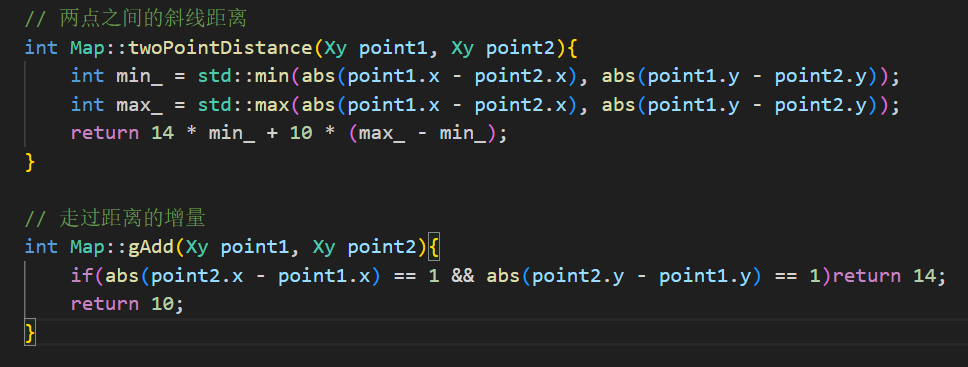 // 两点之间的斜线距离
int Map::twoPointDistance(Xy point1, Xy point2){
    int min_ = std::min(abs(point1.x - point2.x), abs(point1.y - point2.y));
    int max_ = std::max(abs(point1.x - point2.x), abs(point1.y - point2.y));
    return 14 * min_ + 10 * (max_ - min_);
}
// 走过距离的增量
int Map::gAdd(Xy point1, Xy point2){
    if(abs(point2.x - point1.x) == 1 && abs(point2.y - point1.y) == 1)return 14;
    return 10;
}